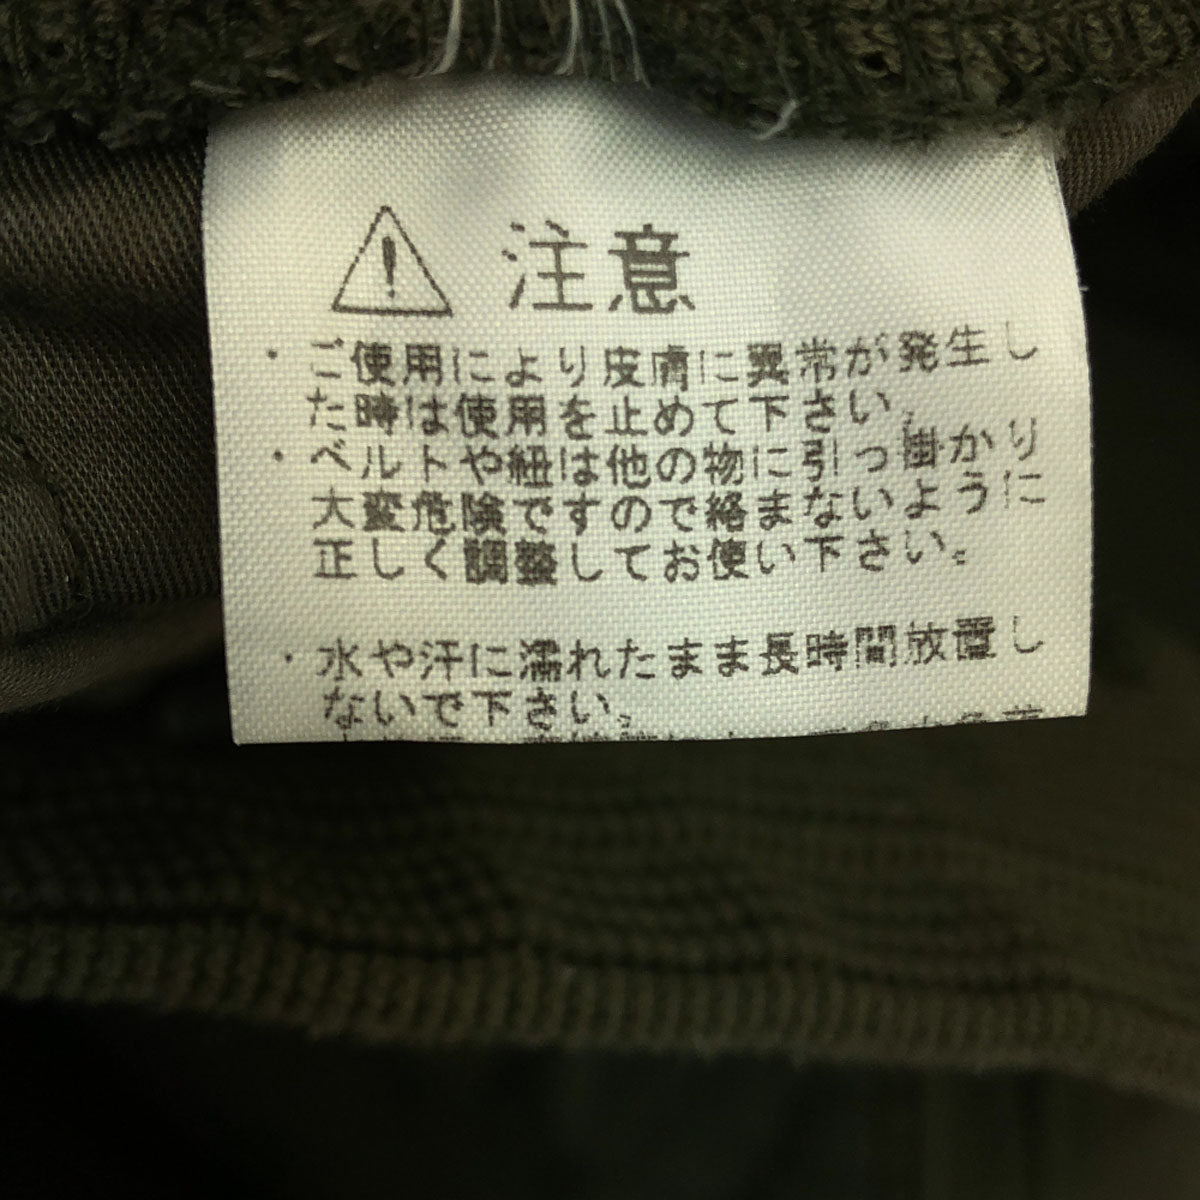 注意
・ご使用により皮膚に異常が発生し
た時は使用を止めて下さい。
・ベルトや紐は他の物に引っ掛かり
大変危険ですので絡まないように
正しく調整してお使い下さい。
・水や汗に濡れたまま長時間放置し
ないで下さい。